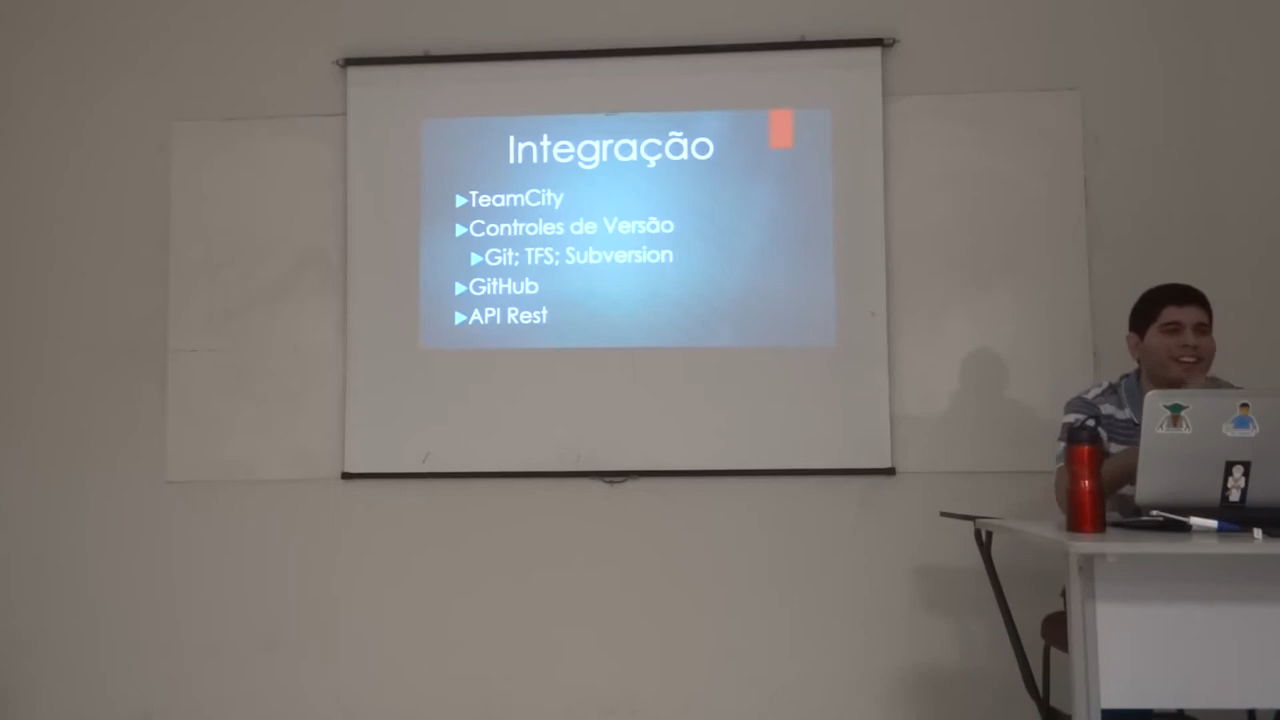 Integração
TeamCity
Controles de Versão
Git; TFS; Subversion
GitHub
API Rest